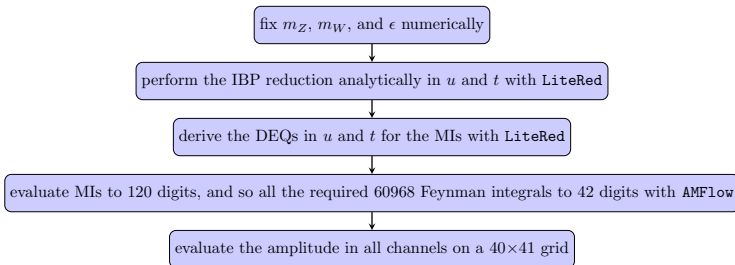 fix m_Z, m_W, and ϵ numerically
perform the IBP reduction analytically in u and t with LiteRed
derive the DEQs in u and t for the MIs with LiteRed
evaluate MIs to 120 digits, and so all the required 60968 Feynman integrals to 42 digits with AMFlow
evaluate the amplitude in all channels on a 40×41 grid